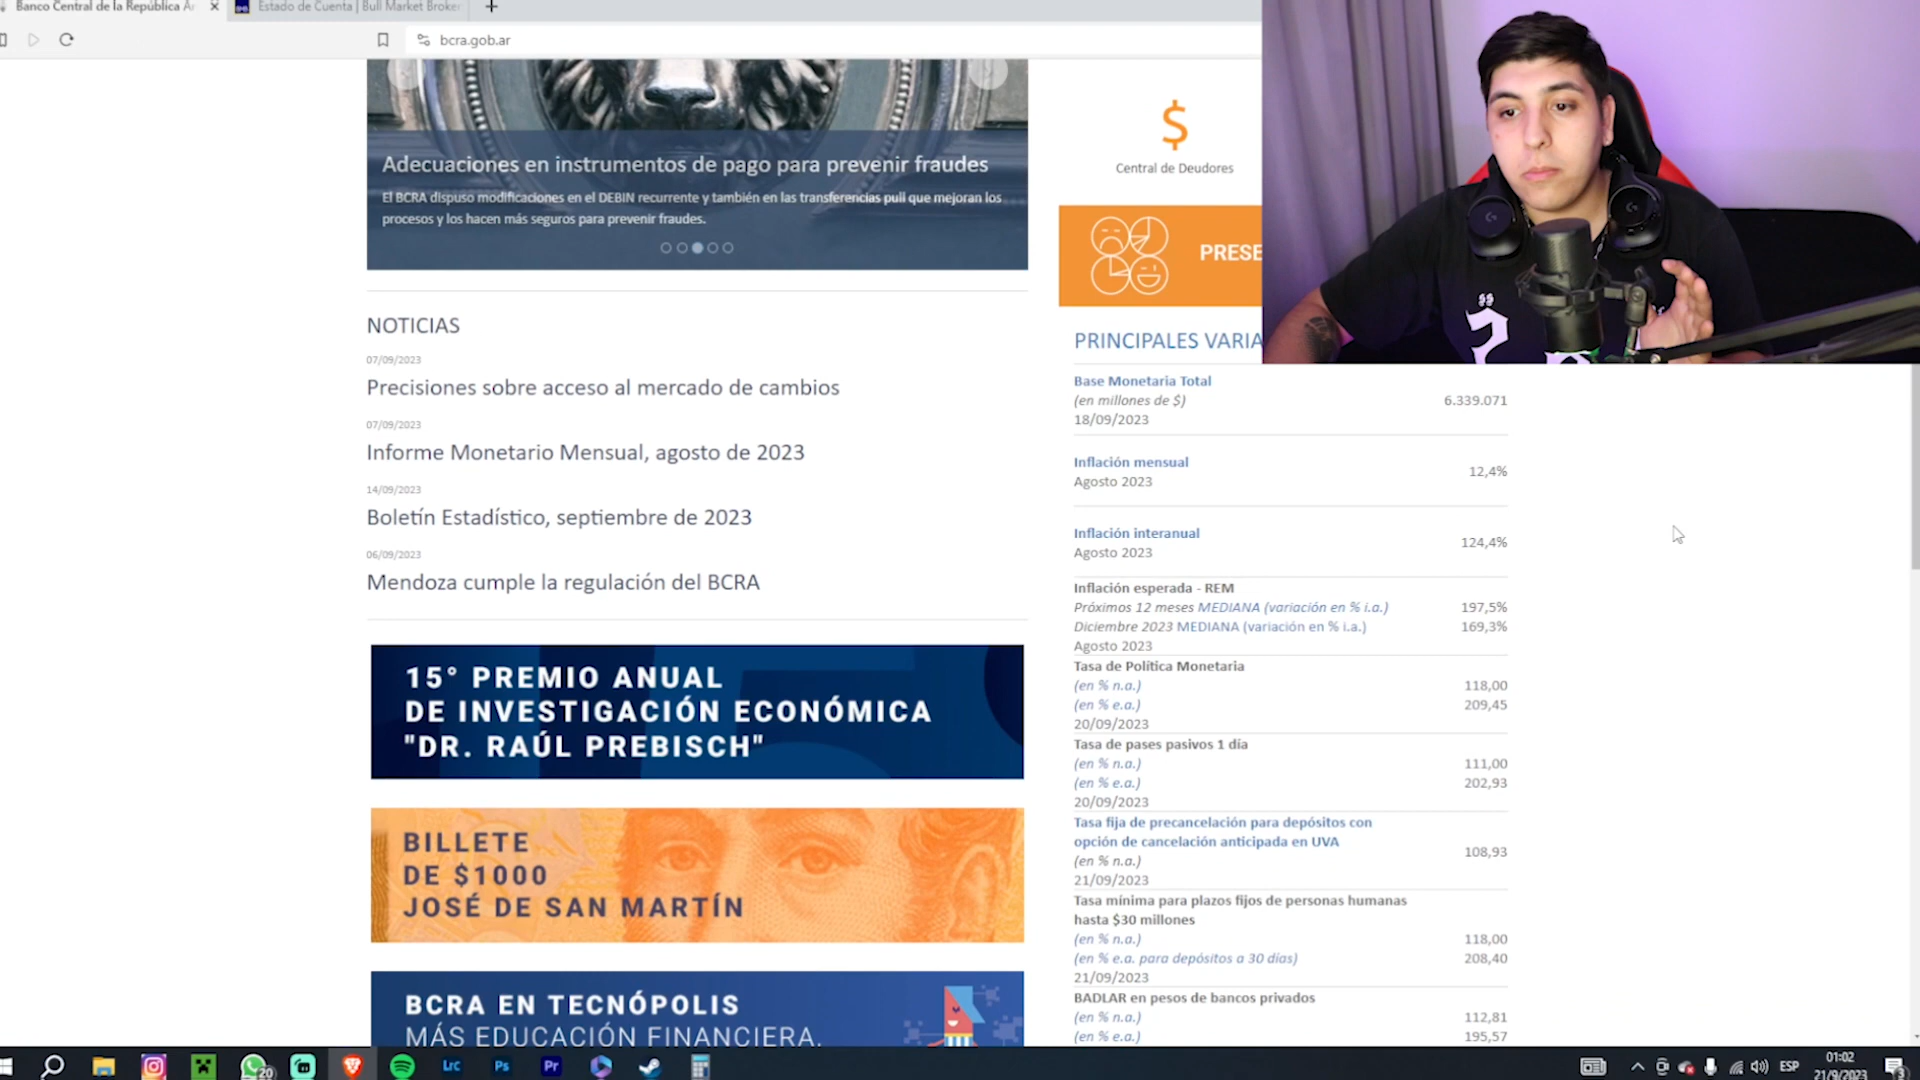 Banco Central de la República Ar
Estado de Cuenta | Bull Market Broker
bcra.gob.ar
Adecuaciones en instrumentos de pago para prevenir fraudes
El BCRA dispuso modificaciones en el DEBIN recurrente y también en las transferencias pull que mejoran los
procesos y los hacen más seguros para prevenir fraudes.
NOTICIAS
07/09/2023
Precisiones sobre acceso al mercado de cambios
07/09/2023
Informe Monetario Mensual, agosto de 2023
14/09/2023
Boletín Estadístico, septiembre de 2023
06/09/2023
Mendoza cumple la regulación del BCRA
15° PREMIO ANUAL
DE INVESTIGACIÓN ECONÓMICA
"DR. RAÚL PREBISCH"
BILLETE
DE $1000
JOSÉ DE SAN MARTÍN
BCRA EN TECNÓPOLIS
MÁS EDUCACIÓN FINANCIERA.
$
Central de Deudores
PRESE
PRINCIPALES VARIA
Base Monetaria Total
(en millones de $) 6.339.071
18/09/2023
Inflación mensual
Agosto 2023 12,4%
Inflación interanual
Agosto 2023 124,4%
Inflación esperada - REM
Próximos 12 meses MEDIANA (variación en % i.a.) 197,5%
Diciembre 2023 MEDIANA (variación en % i.a.) 169,3%
Agosto 2023
Tasa de Política Monetaria
(en % n.a.) 118,00
(en % e.a.) 209,45
20/09/2023
Tasa de pases pasivos 1 día
(en % n.a.) 111,00
(en % e.a.) 202,93
20/09/2023
Tasa fija de precancelación para depósitos con
opción de cancelación anticipada en UVA
(en % n.a.) 108,93
21/09/2023
Tasa mínima para plazos fijos de personas humanas
hasta $30 millones
(en % n.a.) 118,00
(en % e.a. para depósitos a 30 días) 208,40
21/09/2023
BADLAR en pesos de bancos privados
(en % n.a.) 112,81
(en % e.a.) 195,57
20
Lrc
Ps
Pr
ESP
01:02
21/9/2023
3